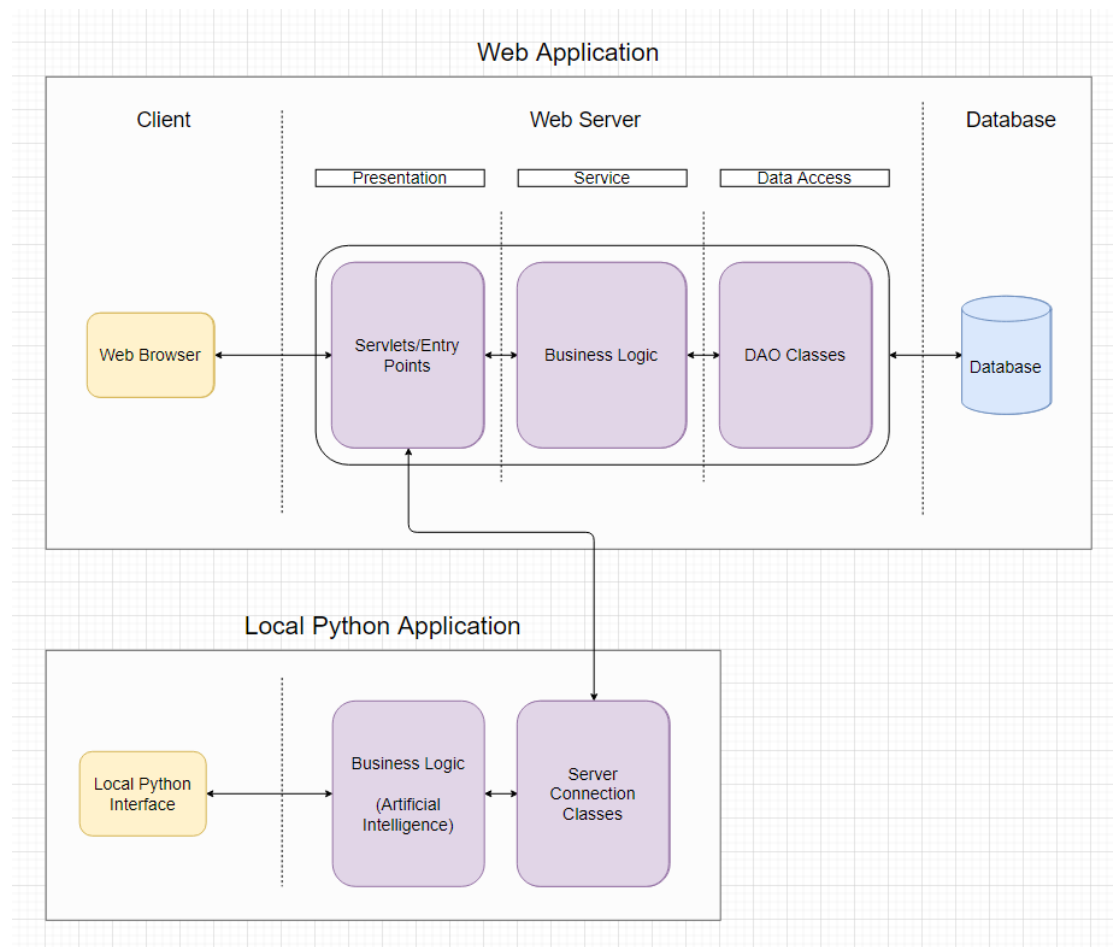 Web Application
Client
Web Server
Database
Presentation
Service
Data Access
Web Browser
Servlets/Entry
Points
Business Logic
DAO Classes
Database
Local Python Application
Local Python
Interface
Business Logic
(Artificial
Intelligence)
Server
Connection
Classes